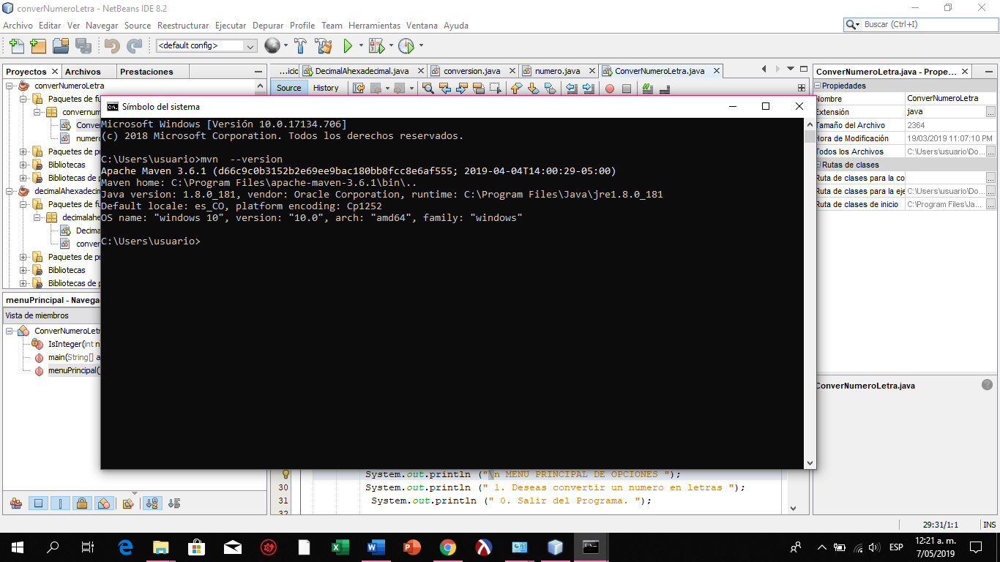 converNumeroLetra - NetBeans IDE 8.2
Archivo Editar Ver Navegar Source Reestructurar Ejecutar Depurar Profile Team Herramientas Ventana Ayuda
Buscar (Ctrl+I)
<default config>
Proyectos Archivos Prestaciones
...icic DecimalAhexadecimal.java conversion.java numero.java ConverNumeroLetra.java
ConverNumeroLetra.java - Prope...
Source History
Propiedades
converNumeroLetra
Paquetes de fu
convernum
Conver
numero
Paquetes de p
Bibliotecas
Bibliotecas de p
decimalAhexadecim
Paquetes de fu
decimalahe
Decima
conver
Paquetes de pr
Bibliotecas
Bibliotecas de p
Nombre ConverNumeroLetra
Extensión java ...
Tamaño del Archivo 2364
Hora de Modificación 19/03/2019 11:07:10 PM
Todos los Archivos C:\Users\usuario\Do... ...
Rutas de clases
Ruta de clases para la co ...
Ruta de clases para la eje C:\Users\usuario\Do... ...
Ruta de clases de inicio C:\Program Files\Ja... ...
Símbolo del sistema
Microsoft Windows [Versión 10.0.17134.706]
(c) 2018 Microsoft Corporation. Todos los derechos reservados.
C:\Users\usuario>mvn  --version
Apache Maven 3.6.1 (d66c9c0b3152b2e69ee9bac180bb8fcc8e6af555; 2019-04-04T14:00:29-05:00)
Maven home: C:\Program Files\apache-maven-3.6.1\bin\..
Java version: 1.8.0_181, vendor: Oracle Corporation, runtime: C:\Program Files\Java\jre1.8.0_181
Default locale: es_CO, platform encoding: Cp1252
OS name: "windows 10", version: "10.0", arch: "amd64", family: "windows"
C:\Users\usuario>
menuPrincipal - Navega
Vista de miembros
ConverNumeroLetr
IsInteger(int n
main(String[] a
menuPrincipal()
ConverNumeroLetra.java
System.out.println ("\n MENU PRINCIPAL DE OPCIONES ");
30 System.out.println (" 1. Deseas convertir un numero en letras ");
31 System.out.println (" 0. Salir del Programa. ");
32
29:31/1:1 INS
ESP
12:21 a. m.
7/05/2019